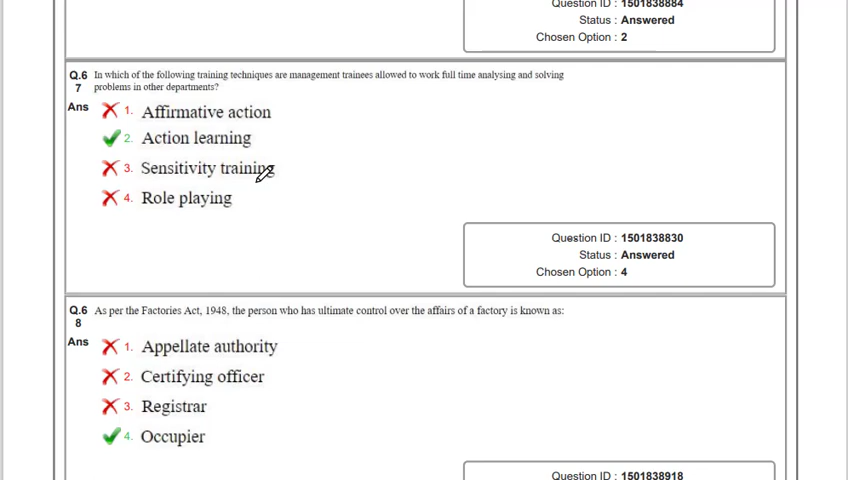 Question ID : 1501838884
Status : Answered
Chosen Option : 2
Q.6 In which of the following training techniques are management trainees allowed to work full time analysing and solving
7 problems in other departments?
Ans 1. Affirmative action
2. Action learning
3. Sensitivity training
4. Role playing
Question ID : 1501838830
Status : Answered
Chosen Option : 4
Q.6 As per the Factories Act, 1948, the person who has ultimate control over the affairs of a factory is known as:
8
Ans 1. Appellate authority
2. Certifying officer
3. Registrar
4. Occupier
Question ID : 1501838918